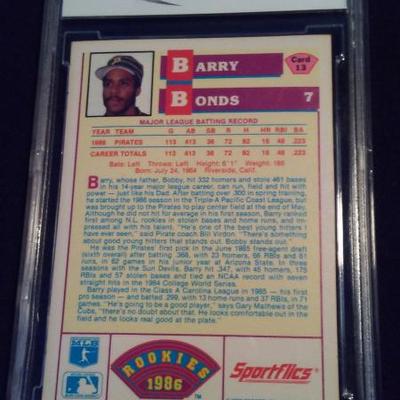 BARRY
BONDS
Card
13
7
MAJOR LEAGUE BATTING RECORD
YEAR TEAM G AB R H HR RBI BA
1986 PIRATES 113 413 36 72 92 16 48 .223
CAREER TOTALS 113 413 36 72 92 16 48 .223
Bats: Left Throws: Left Height: 6'1" Weight: 185
Born: July 24, 1964 Riverside, Calif.
Barry, whose father, Bobby, hit 332 homers and stole 461 bases
in his 14-year major league career, can run, field and hit with
power — just like his Dad. After batting over .300 in spring training,
he started the 1986 season in the Triple-A Pacific Coast League, but
was brought up to the Pirates to play center field at the end of May.
Although he did not hit for average in his first season, Barry ranked
first among N.L. rookies in stolen bases and home runs, and im-
pressed all who saw him. "He's one of the best young hitters I
have ever seen," said Pirate coach Bill Virdon. "There's something
about good young hitters that stands out. Bobby stands out."
He was the Pirates' first pick in the June 1985 free-agent draft
(sixth overall) after batting .368, with 23 homers, 66 RBIs and 61
runs, in 62 games in his junior year at Arizona State. In three
seasons with the Sun Devils, Barry hit .347, with 45 homers, 175
RBIs and 57 stolen bases and tied an NCAA record with seven
straight hits in the 1984 College World Series.
Barry played in the Class A Carolina League in 1985 — his first
pro season — and batted .299, with 13 home runs and 37 RBIs, in 71
games. "He's going to be a good player," says Gary Mathews of
the Cubs, "there's no doubt about that. He looks comfortable out in
the field and he looks real good at the plate."
MLB
ROOKIES
1986
Sportflics